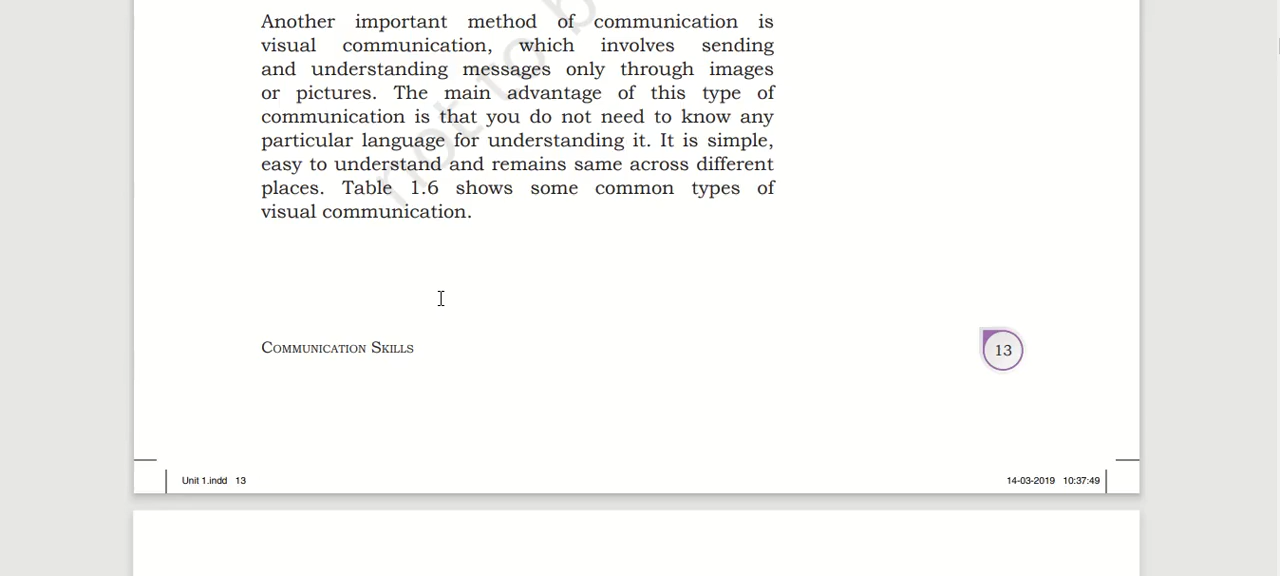 Another important method of communication is
visual communication, which involves sending
and understanding messages only through images
or pictures. The main advantage of this type of
communication is that you do not need to know any
particular language for understanding it. It is simple,
easy to understand and remains same across different
places. Table 1.6 shows some common types of
visual communication.
not to b
Communication Skills
13
Unit 1.indd 13
14-03-2019 10:37:49